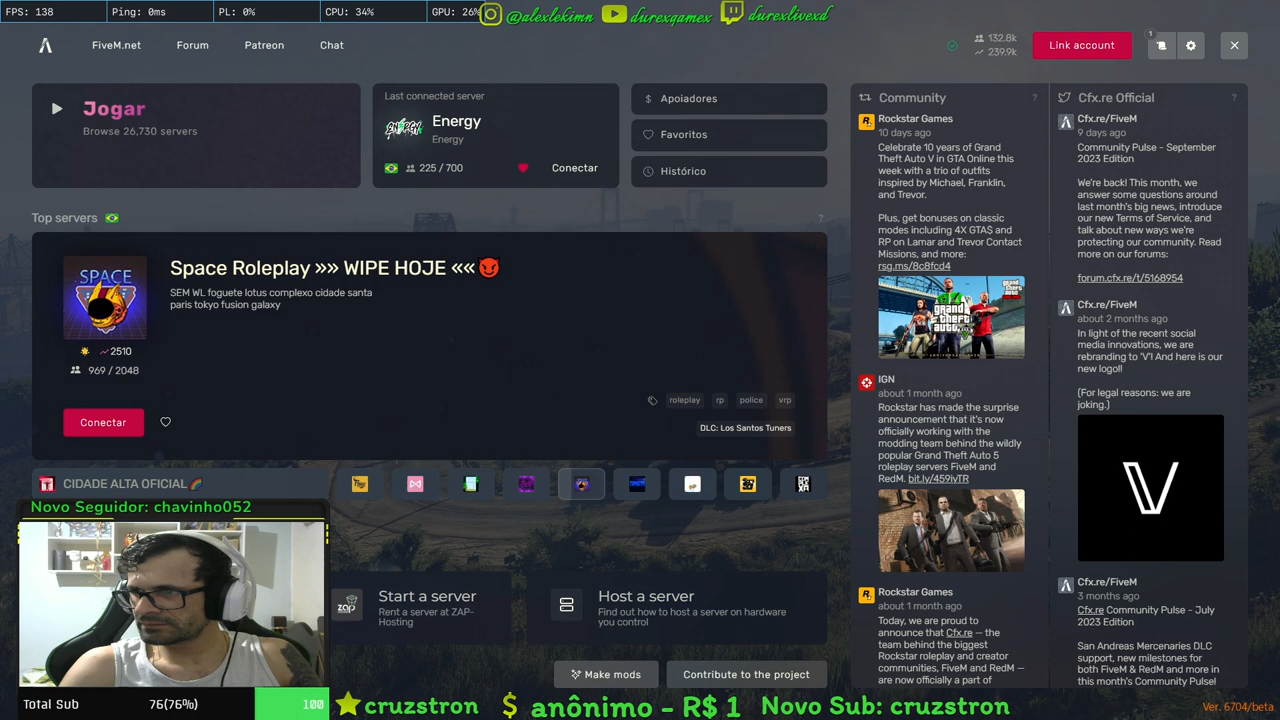 FPS: 138
Ping: 0ms
PL: 0%
CPU: 34%
GPU: 26%
@alexlekimn
durexgamex
durexlivexd
FiveM.net
Forum
Patreon
Chat
132.8k
239.9k
Link account
1
Jogar
Browse 26,730 servers
Last connected server
ENERGY
Energy
Energy
225 / 700
Conectar
Apoiadores
Favoritos
Histórico
Top servers
?
SPACE
Space Roleplay »» WIPE HOJE ««
SEM WL foguete lotus complexo cidade santa
paris tokyo fusion galaxy
2510
969 / 2048
roleplay
rp
police
vrp
Conectar
DLC: Los Santos Tuners
CIDADE ALTA OFICIAL
Novo Seguidor: chavinho052
ZAP
Start a server
Rent a server at ZAP-
Hosting
Host a server
Find out how to host a server on hardware
you control
Make mods
Contribute to the project
Community
?
Rockstar Games
10 days ago
Celebrate 10 years of Grand
Theft Auto V in GTA Online this
week with a trio of outfits
inspired by Michael, Franklin,
and Trevor.
Plus, get bonuses on classic
modes including 4X GTA$ and
RP on Lamar and Trevor Contact
Missions, and more:
rsg.ms/8c8fcd4
grand
theft
auto
IGN
about 1 month ago
Rockstar has made the surprise
announcement that it's now
officially working with the
modding team behind the wildly
popular Grand Theft Auto 5
roleplay servers FiveM and
RedM. bit.ly/459iyTR
Rockstar Games
about 1 month ago
Today, we are proud to
announce that Cfx.re — the
team behind the biggest
Rockstar roleplay and creator
communities, FiveM and RedM —
are now officially a part of
Cfx.re Official
?
Cfx.re/FiveM
9 days ago
Community Pulse - September
2023 Edition
We're back! This month, we
answer some questions around
last month's big news, introduce
our new Terms of Service, and
talk about new ways we're
protecting our community. Read
more on our forums:
forum.cfx.re/t/5168954
Cfx.re/FiveM
about 2 months ago
In light of the recent social
media innovations, we are
rebranding to 'V'! And here is our
new logo!!
(For legal reasons: we are
joking.)
V
Cfx.re/FiveM
3 months ago
Cfx.re Community Pulse - July
2023 Edition
San Andreas Mercenaries DLC
support, new milestones for
both FiveM & RedM and more in
this month's Community Pulse!
Total Sub
76(76%)
100
cruzstron
$ anônimo - R$ 1
Novo Sub: cruzstron
Ver. 6704/beta